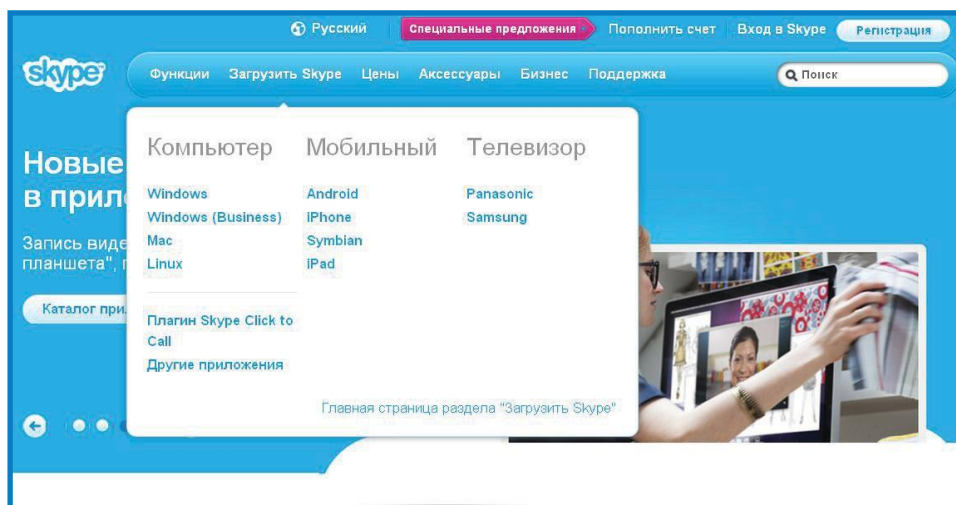 Русский
Специальные предложения
Пополнить счет
Вход в Skype
Регистрация
skype
Функции
Загрузить Skype
Цены
Аксессуары
Бизнес
Поддержка
Поиск
Компьютер
Windows
Windows (Business)
Mac
Linux
Плагин Skype Click to
Call
Другие приложения
Мобильный
Android
iPhone
Symbian
iPad
Телевизор
Panasonic
Samsung
Главная страница раздела "Загрузить Skype"
Новые
в прил
Запись виде
планшета",
Каталог при